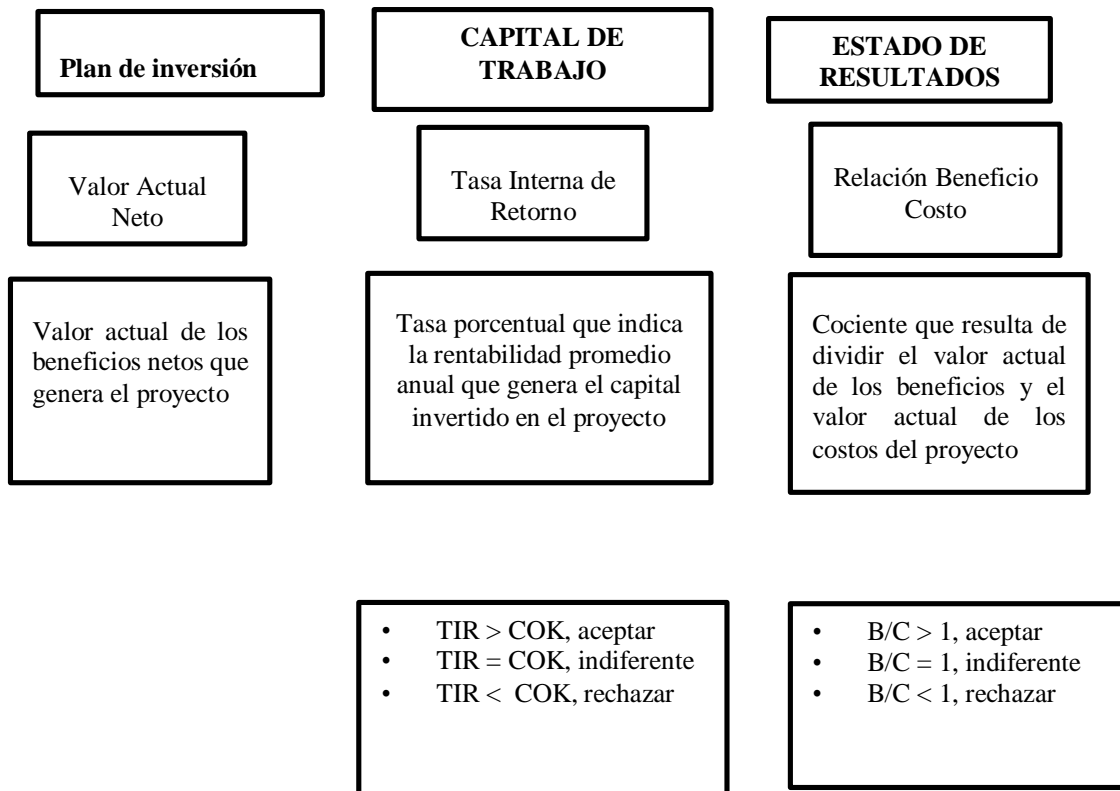 Plan de inversión
CAPITAL DE
TRABAJO
ESTADO DE
RESULTADOS
Valor Actual
Neto
Tasa Interna de
Retorno
Relación Beneficio
Costo
Valor actual de los
beneficios netos que
genera el proyecto
Tasa porcentual que indica
la rentabilidad promedio
anual que genera el capital
invertido en el proyecto
Cociente que resulta de
dividir el valor actual
de los beneficios y el
valor actual de los
costos del proyecto
• TIR > COK, aceptar
• TIR = COK, indiferente
• TIR < COK, rechazar
• B/C > 1, aceptar
• B/C = 1, indiferente
• B/C < 1, rechazar